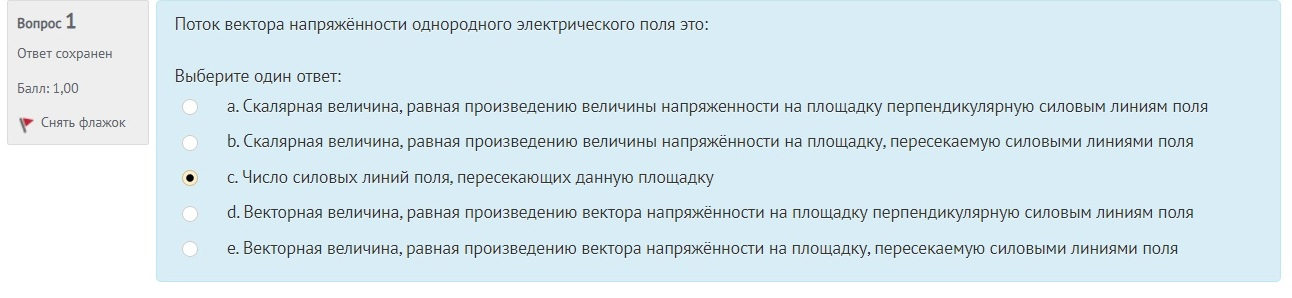 Вопрос 1
Ответ сохранен
Балл: 1,00
Снять флажок
Поток вектора напряжённости однородного электрического поля это:
Выберите один ответ:
a. Скалярная величина, равная произведению величины напряженности на площадку перпендикулярную силовым линиям поля
b. Скалярная величина, равная произведению величины напряжённости на площадку, пересекаемую силовыми линиями поля
c. Число силовых линий поля, пересекающих данную площадку
d. Векторная величина, равная произведению вектора напряжённости на площадку перпендикулярную силовым линиям поля
e. Векторная величина, равная произведению вектора напряжённости на площадку, пересекаемую силовыми линиями поля